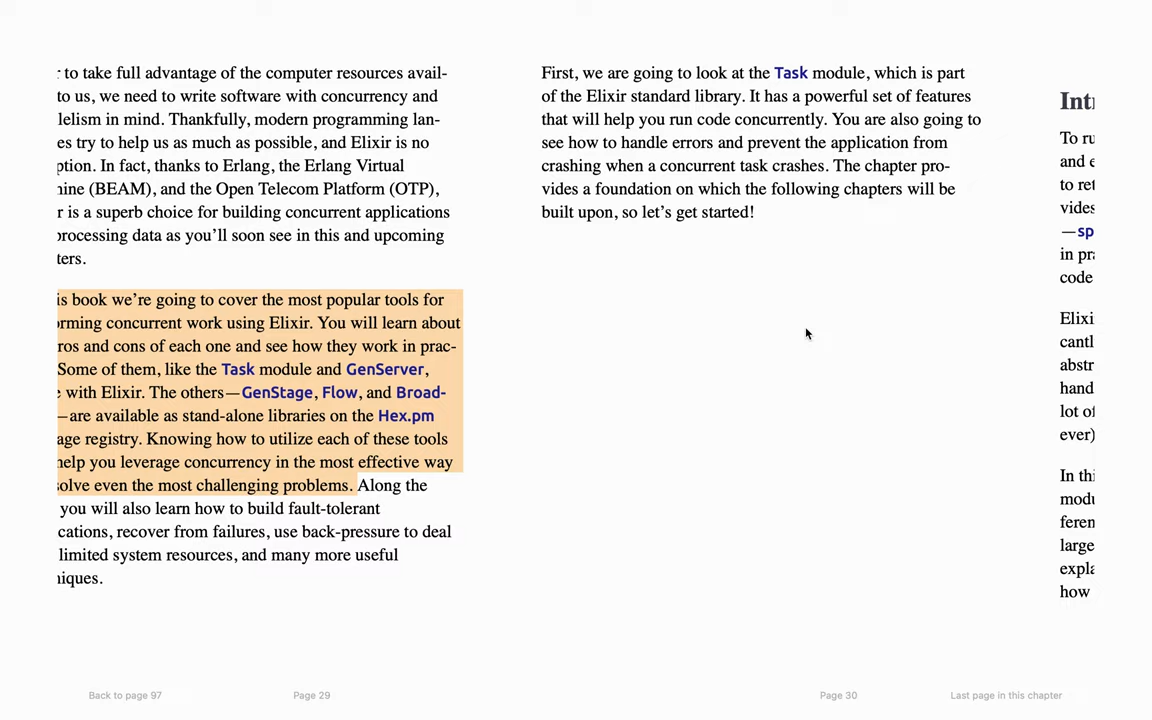 to take full advantage of the computer resources avail-
to us, we need to write software with concurrency and
lelism in mind. Thankfully, modern programming lan-
es try to help us as much as possible, and Elixir is no
ption. In fact, thanks to Erlang, the Erlang Virtual
ine (BEAM), and the Open Telecom Platform (OTP),
r is a superb choice for building concurrent applications
processing data as you’ll soon see in this and upcoming
ters.
is book we’re going to cover the most popular tools for
orming concurrent work using Elixir. You will learn about
ros and cons of each one and see how they work in prac-
Some of them, like the Task module and GenServer,
with Elixir. The others—GenStage, Flow, and Broad-
—are available as stand-alone libraries on the Hex.pm
age registry. Knowing how to utilize each of these tools
help you leverage concurrency in the most effective way
solve even the most challenging problems. Along the
you will also learn how to build fault-tolerant
cations, recover from failures, use back-pressure to deal
limited system resources, and many more useful
niques.
First, we are going to look at the Task module, which is part
of the Elixir standard library. It has a powerful set of features
that will help you run code concurrently. You are also going to
see how to handle errors and prevent the application from
crashing when a concurrent task crashes. The chapter pro-
vides a foundation on which the following chapters will be
built upon, so let’s get started!
Int
To ru
and e
to ret
vides
—sp
in pra
code
Elixi
cantl
abstr
hand
lot of
ever)
In thi
modu
feren
large
expla
how
Back to page 97
Page 29
Page 30
Last page in this chapter